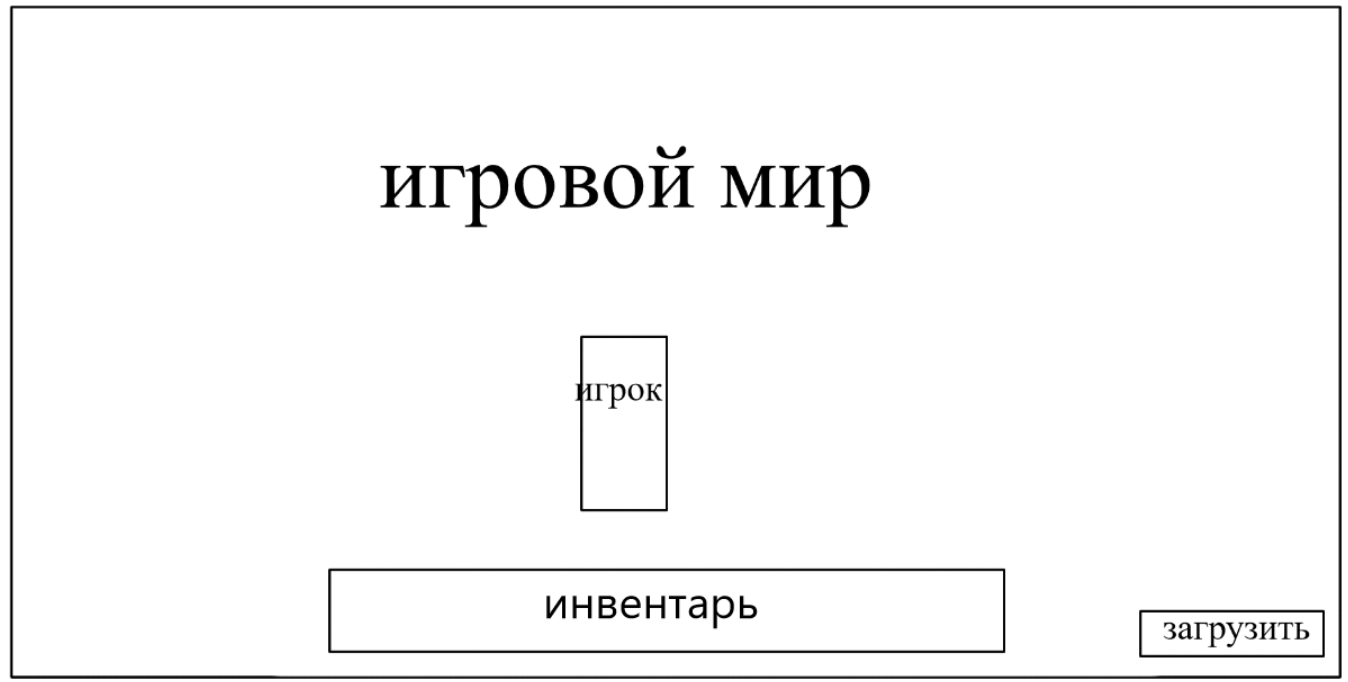 игровой мир
игрок
инвентарь
загрузить